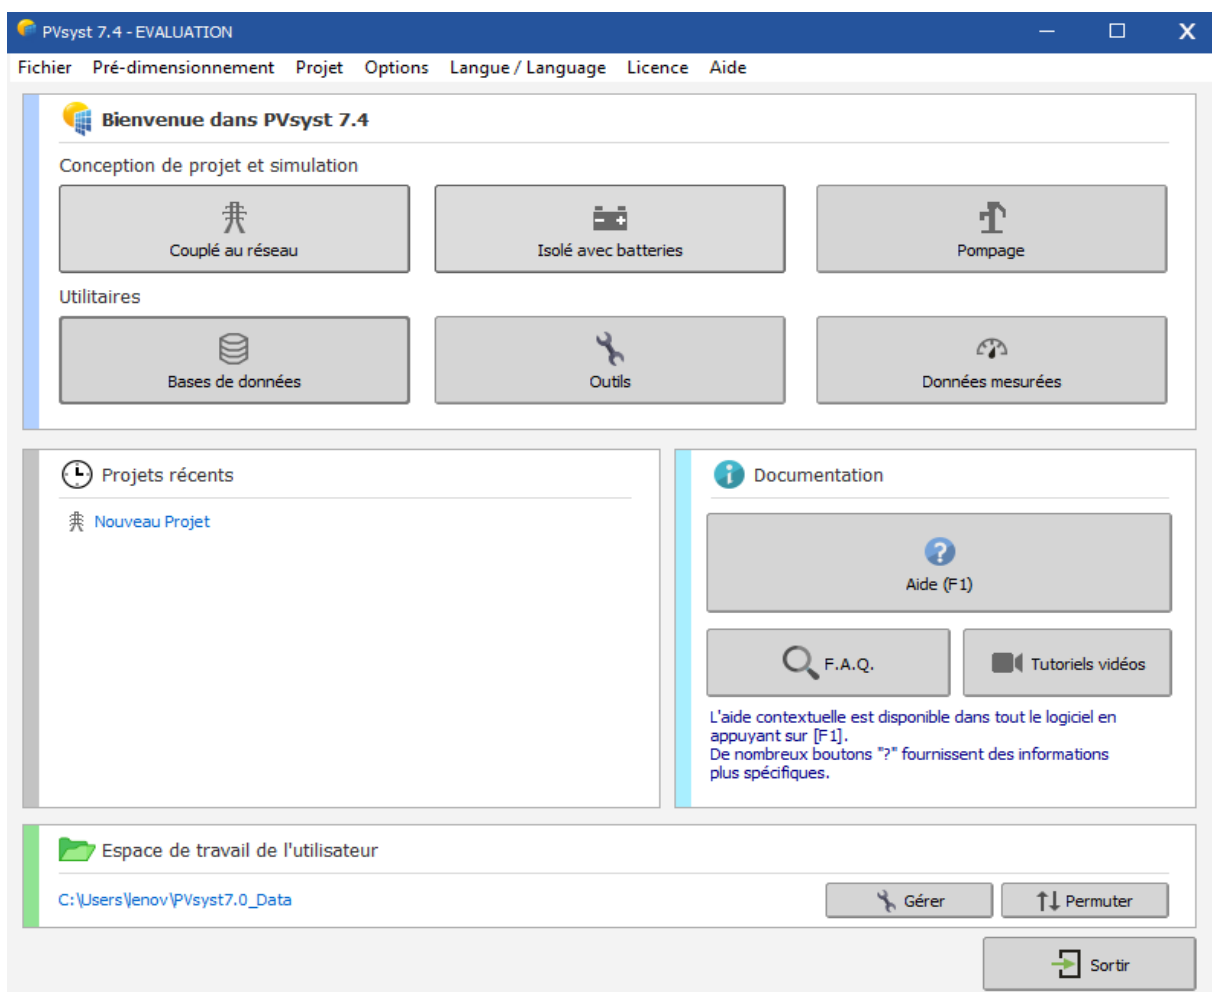 PVsyst 7.4 - EVALUATION
Fichier Pré-dimensionnement Projet Options Langue / Language Licence Aide
Bienvenue dans PVsyst 7.4
Conception de projet et simulation
Couplé au réseau
Isolé avec batteries
Pompage
Utilitaires
Bases de données
Outils
Données mesurées
Projets récents
Nouveau Projet
Documentation
Aide (F1)
F.A.Q.
Tutoriels vidéos
L'aide contextuelle est disponible dans tout le logiciel en
appuyant sur [F1].
De nombreux boutons "?" fournissent des informations
plus spécifiques.
Espace de travail de l'utilisateur
C:\Users\lenov\PVsyst7.0_Data
Gérer
Permuter
Sortir